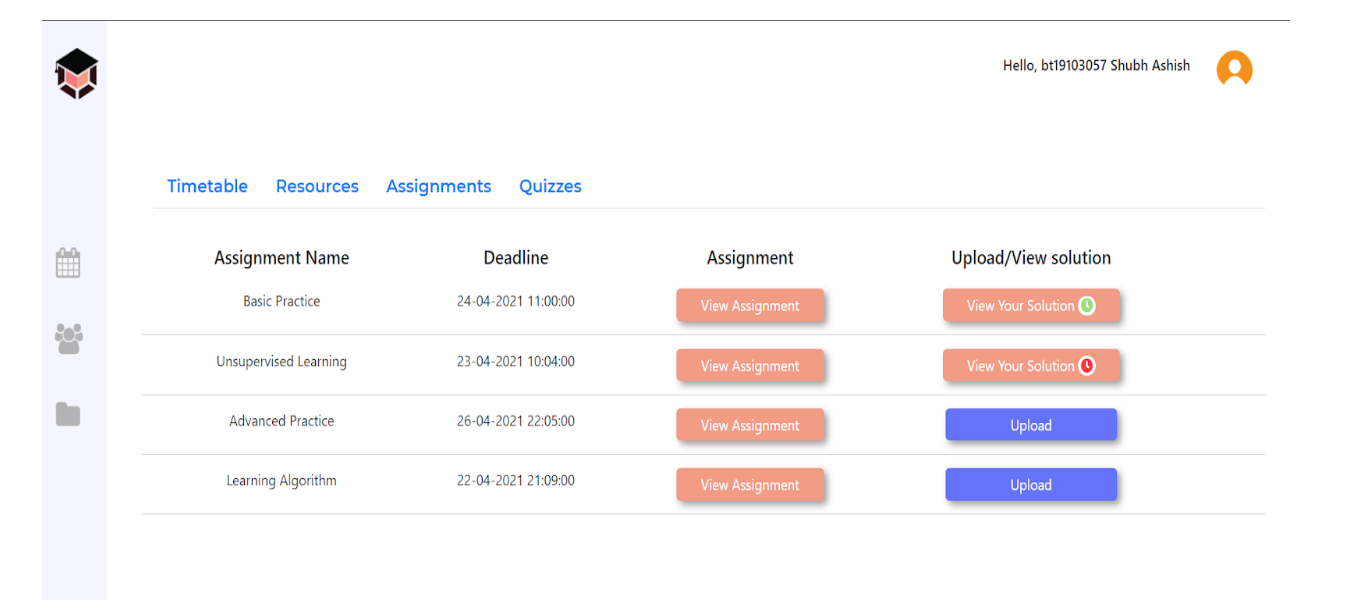 Hello, bt19103057 Shubh Ashish
Timetable Resources Assignments Quizzes
Assignment Name Deadline Assignment Upload/View solution
Basic Practice 24-04-2021 11:00:00 View Assignment View Your Solution
Unsupervised Learning 23-04-2021 10:04:00 View Assignment View Your Solution
Advanced Practice 26-04-2021 22:05:00 View Assignment Upload
Learning Algorithm 22-04-2021 21:09:00 View Assignment Upload